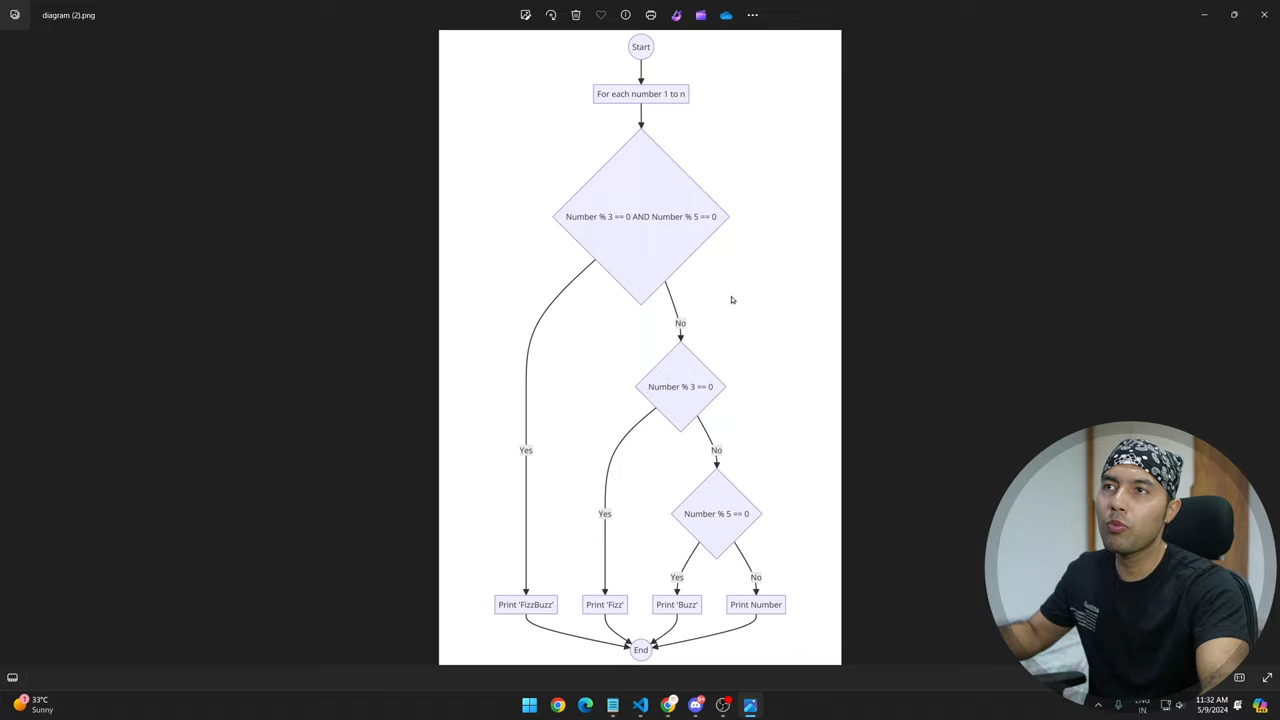 diagram (2).png
Start
For each number 1 to n
Number % 3 == 0 AND Number % 5 == 0
No
Number % 3 == 0
Yes
No
Yes
Number % 5 == 0
Yes
No
Print 'FizzBuzz'
Print 'Fizz'
Print 'Buzz'
Print Number
End
33°C
Sunny
ENG
IN
11:32 AM
5/9/2024